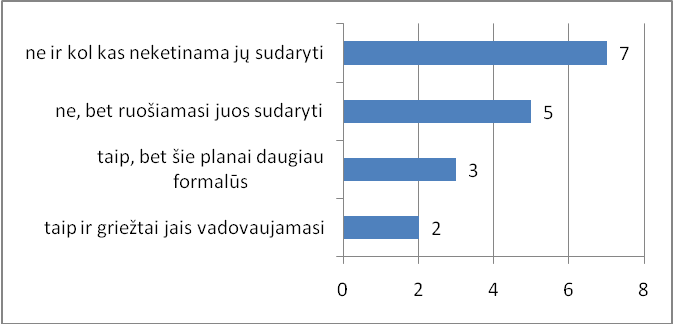 ne ir kol kas neketinama jų sudaryti
7
ne, bet ruošiamasi juos sudaryti
5
taip, bet šie planai daugiau
formalūs
3
taip ir griežtai jais vadovaujamasi
2
0 2 4 6 8